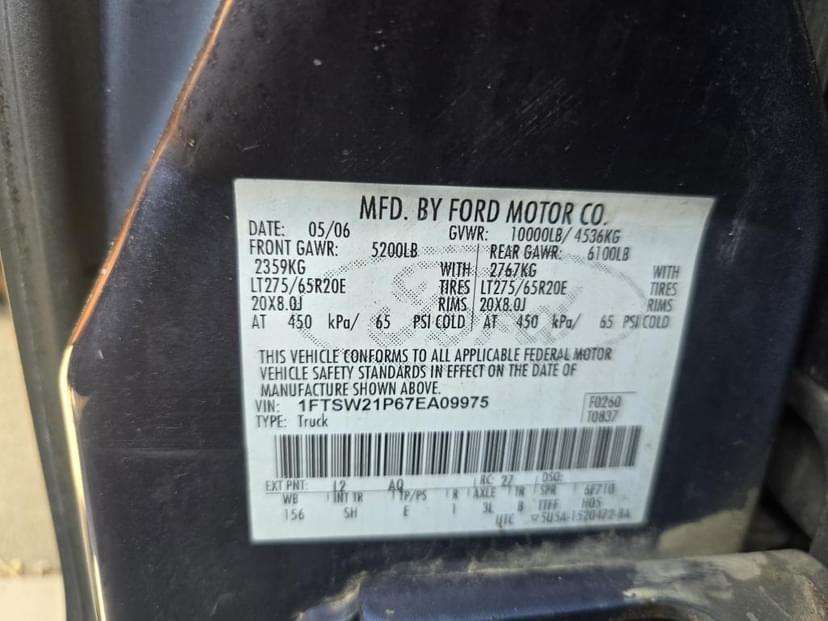 MFD. BY FORD MOTOR CO.
DATE: 05/06 GVWR: 10000LB/ 4536KG
FRONT GAWR: 5200LB REAR GAWR: 6100LB
2359KG WITH 2767KG WITH
LT275/65R20E TIRES LT275/65R20E TIRES
20X8.0J RIMS 20X8.0J RIMS
AT 450 kPa/ 65 PSI COLD AT 450 kPa/ 65 PSI COLD
THIS VEHICLE CONFORMS TO ALL APPLICABLE FEDERAL MOTOR
VEHICLE SAFETY STANDARDS IN EFFECT ON THE DATE OF
MANUFACTURE SHOWN ABOVE.
VIN: 1FTSW21P67EA09975 F0260
TYPE: Truck T0837
EXT PNT: L2 AQ RC: 27 DSO:
WB INT TR TP/PS R AXLE TR SPR 6F710
156 SH E 1 3L B
UTC